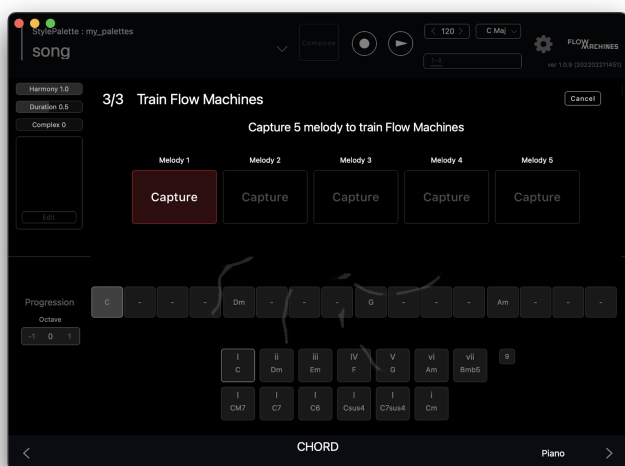 StylePalette : my_palettes
song
Compose
< 120 >
C Maj
1-4
FLOW MACHINES
ver 1.0.9 (202202211451)
Harmony 1.0
Duration 0.5
Complex 0
Edit
3/3 Train Flow Machines
Cancel
Capture 5 melody to train Flow Machines
Melody 1 Melody 2 Melody 3 Melody 4 Melody 5
Capture Capture Capture Capture Capture
Progression
Octave
-1 0 1
C - - - Dm - - - G - - - Am - - -
I ii iii IV V vi vii 9
C Dm Em F G Am Bmb5
I I I I I i
CM7 C7 C6 Csus4 C7sus4 Cm
< CHORD Piano >